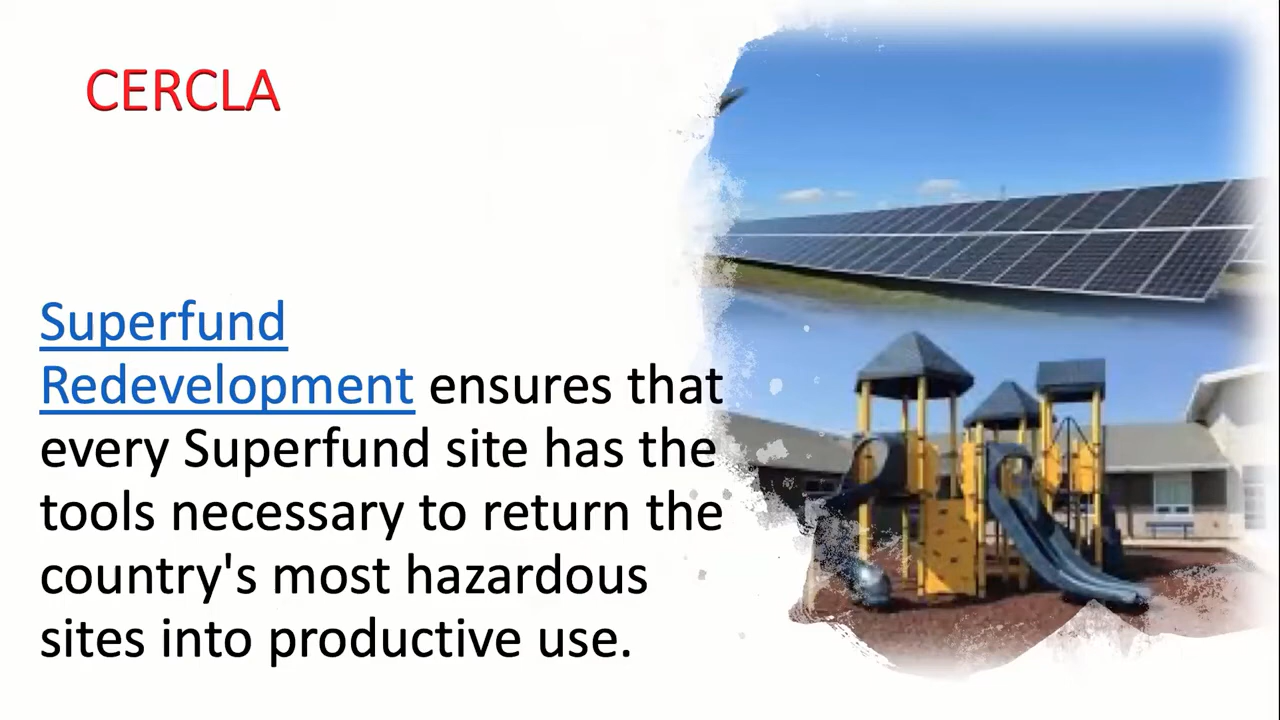 CERCLA
Superfund
Redevelopment ensures that
every Superfund site has the
tools necessary to return the
country's most hazardous
sites into productive use.